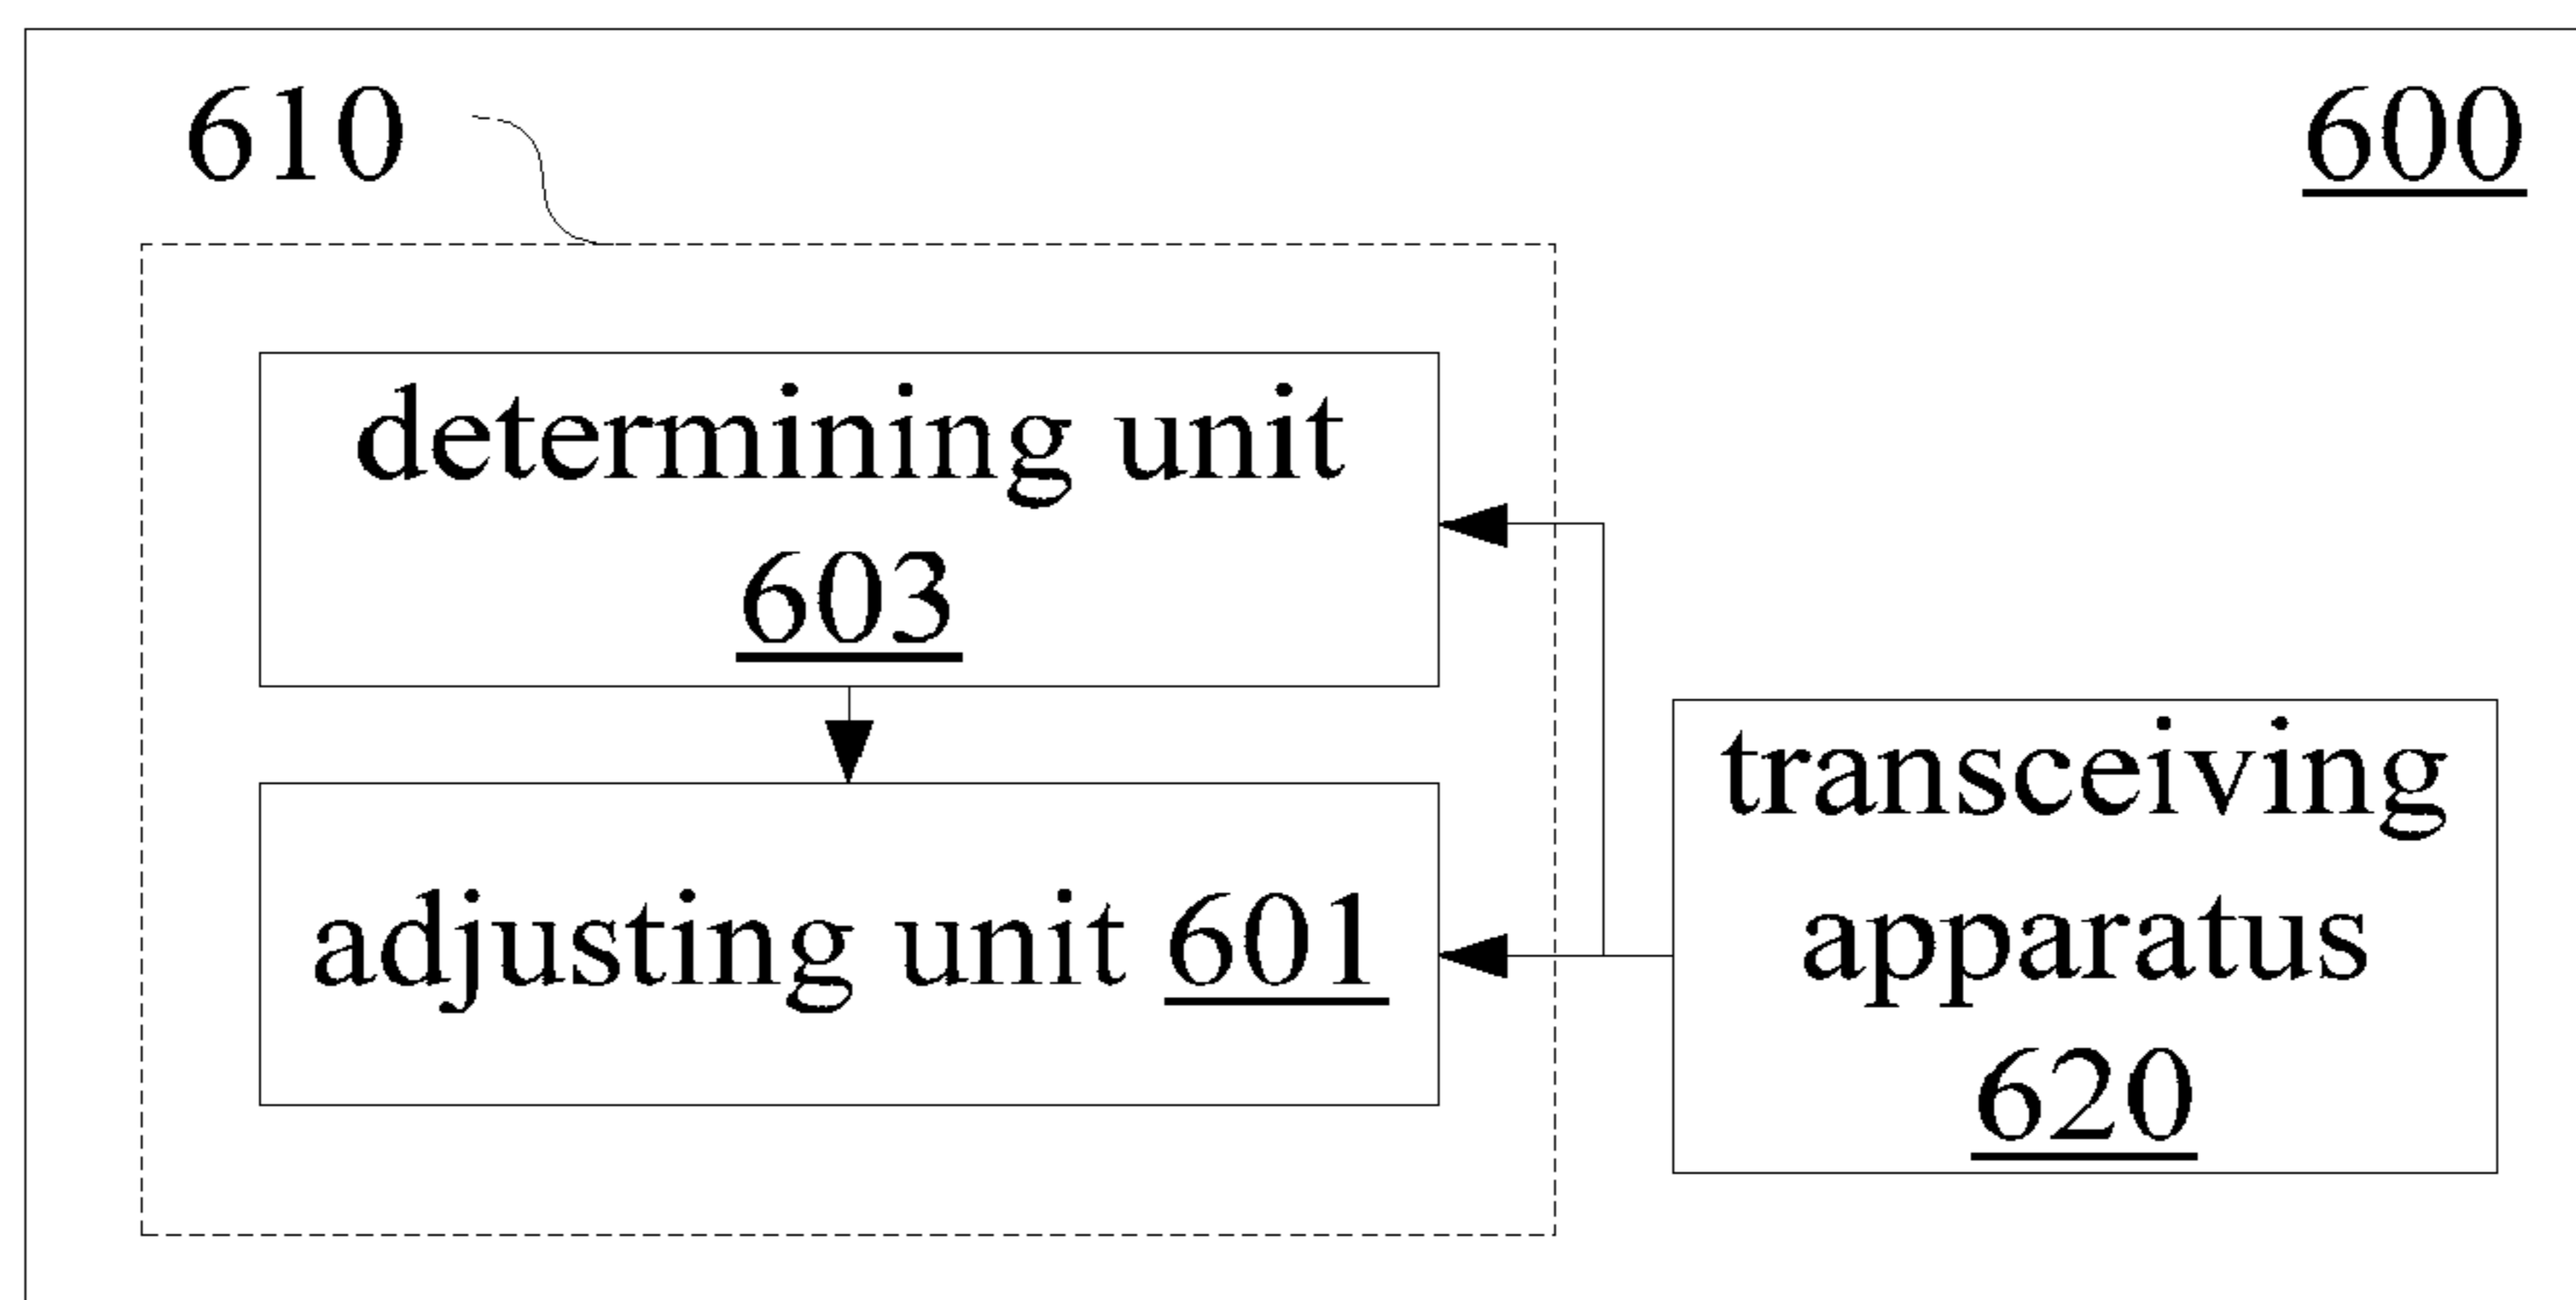 610
600
determining unit
603
adjusting unit 601
transceiving
apparatus
620